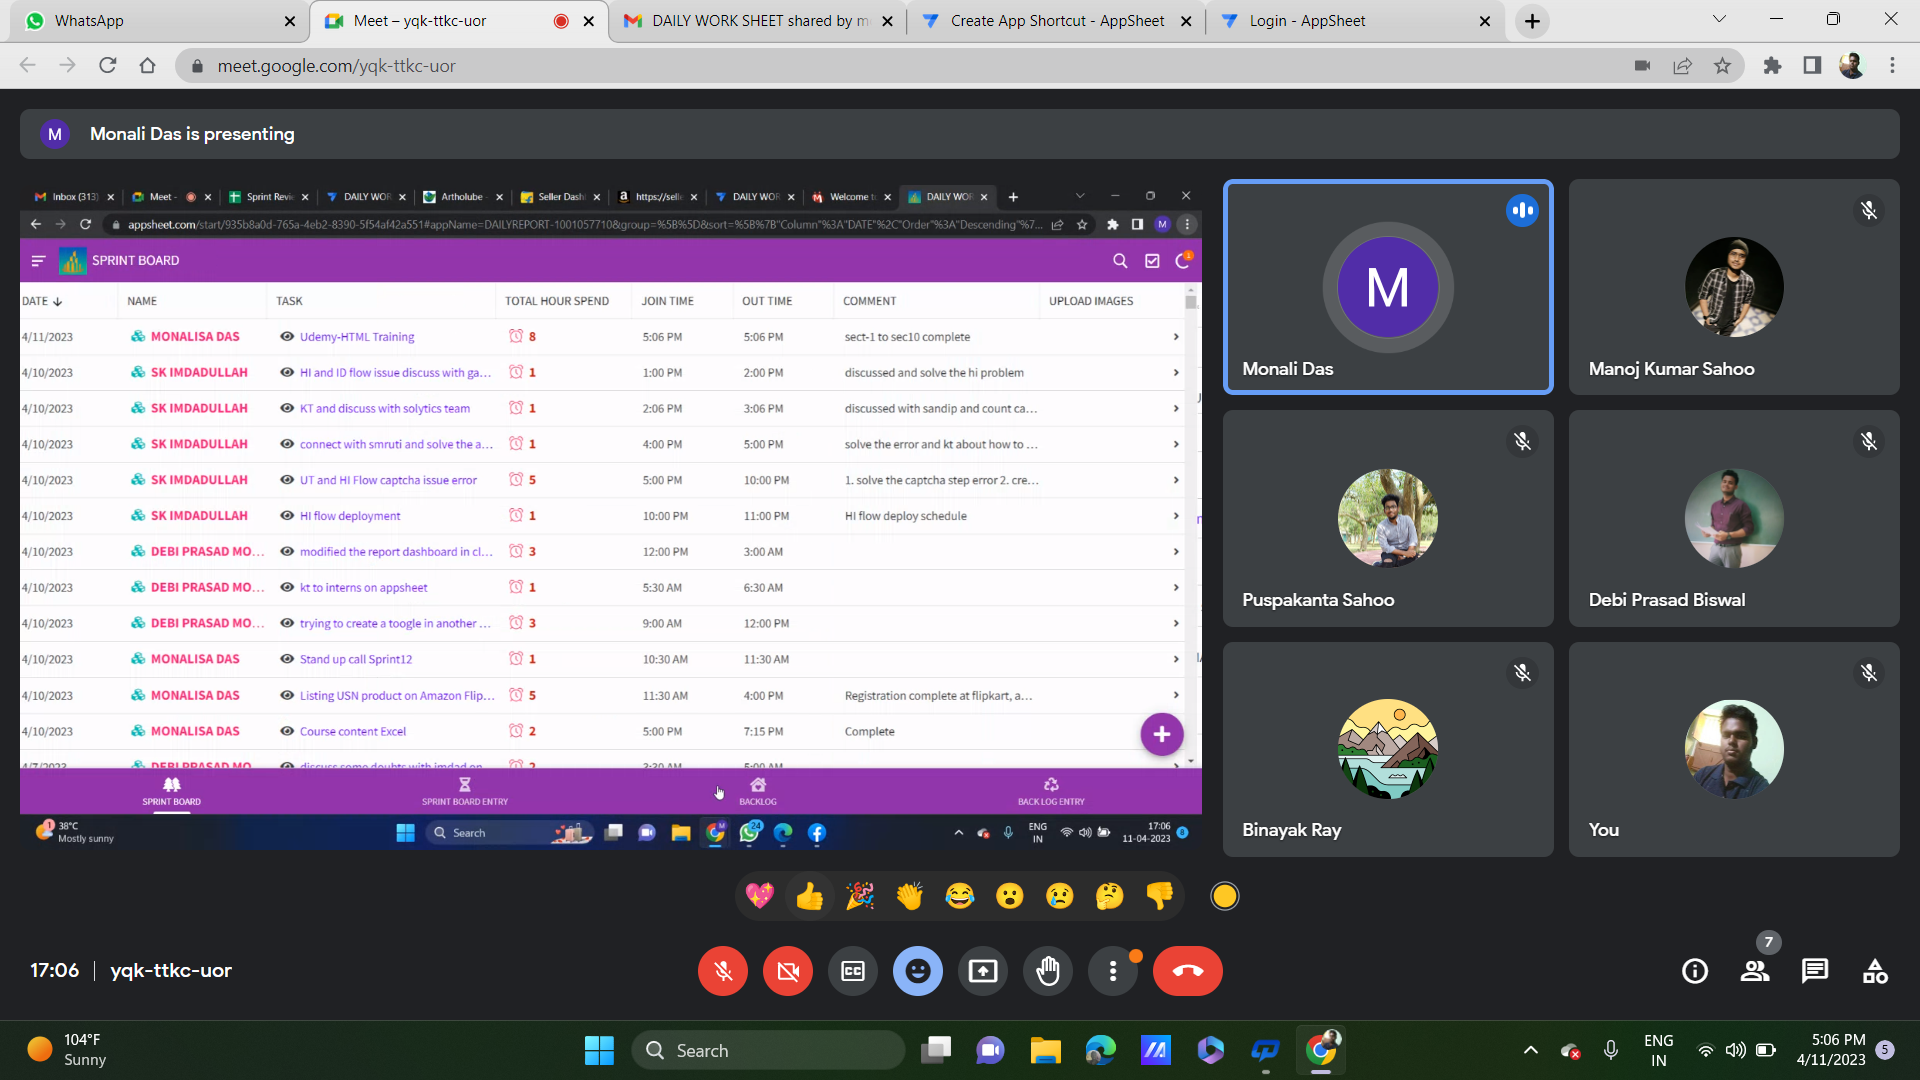 WhatsApp
Meet – yqk-ttkc-uor
DAILY WORK SHEET shared by m
Create App Shortcut - AppSheet
Login - AppSheet
meet.google.com/yqk-ttkc-uor
M Monali Das is presenting
Inbox (313)
Meet -
Sprint Revie
DAILY WOR
Artholube -
Seller Dash
https://selle
DAILY WOR
Welcome t
DAILY WOR
appsheet.com/start/935b8a0d-765a-4eb2-8390-5f54af42a551#appName=DAILYREPORT-1001057710&group=%5B%5D&sort=%5B%7B"Column"%3A"DATE"%2C"Order"%3A"Descending"%7...
SPRINT BOARD
DATE NAME TASK TOTAL HOUR SPEND JOIN TIME OUT TIME COMMENT UPLOAD IMAGES
4/11/2023 MONALISA DAS Udemy-HTML Training 8 5:06 PM 5:06 PM sect-1 to sec10 complete
4/10/2023 SK IMDADULLAH HI and ID flow issue discuss with ga... 1 1:00 PM 2:00 PM discussed and solve the hi problem
4/10/2023 SK IMDADULLAH KT and discuss with solytics team 1 2:06 PM 3:06 PM discussed with sandip and count ca...
4/10/2023 SK IMDADULLAH connect with smruti and solve the a... 1 4:00 PM 5:00 PM solve the error and kt about how to ...
4/10/2023 SK IMDADULLAH UT and HI Flow captcha issue error 5 5:00 PM 10:00 PM 1. solve the captcha step error 2. cre...
4/10/2023 SK IMDADULLAH HI flow deployment 1 10:00 PM 11:00 PM HI flow deploy schedule
4/10/2023 DEBI PRASAD MO... modified the report dashboard in cl... 3 12:00 PM 3:00 AM
4/10/2023 DEBI PRASAD MO... kt to interns on appsheet 1 5:30 AM 6:30 AM
4/10/2023 DEBI PRASAD MO... trying to create a toogle in another ... 3 9:00 AM 12:00 PM
4/10/2023 MONALISA DAS Stand up call Sprint12 1 10:30 AM 11:30 AM
4/10/2023 MONALISA DAS Listing USN product on Amazon Flip... 5 11:30 AM 4:00 PM Registration complete at flipkart, a...
4/10/2023 MONALISA DAS Course content Excel 2 5:00 PM 7:15 PM Complete
4/7/2023 DEBI PRASAD MO... discuss some doubts with imdad on 2 3:30 AM 5:00 AM
SPRINT BOARD
SPRINT BOARD ENTRY
BACKLOG
BACK LOG ENTRY
38°C
Mostly sunny
Search
24
ENG
IN
17:06
11-04-2023
8
M
Monali Das
Manoj Kumar Sahoo
Puspakanta Sahoo
Debi Prasad Biswal
Binayak Ray
You
17:06 | yqk-ttkc-uor
CC
7
104°F
Sunny
Search
ENG
IN
5:06 PM
4/11/2023
5